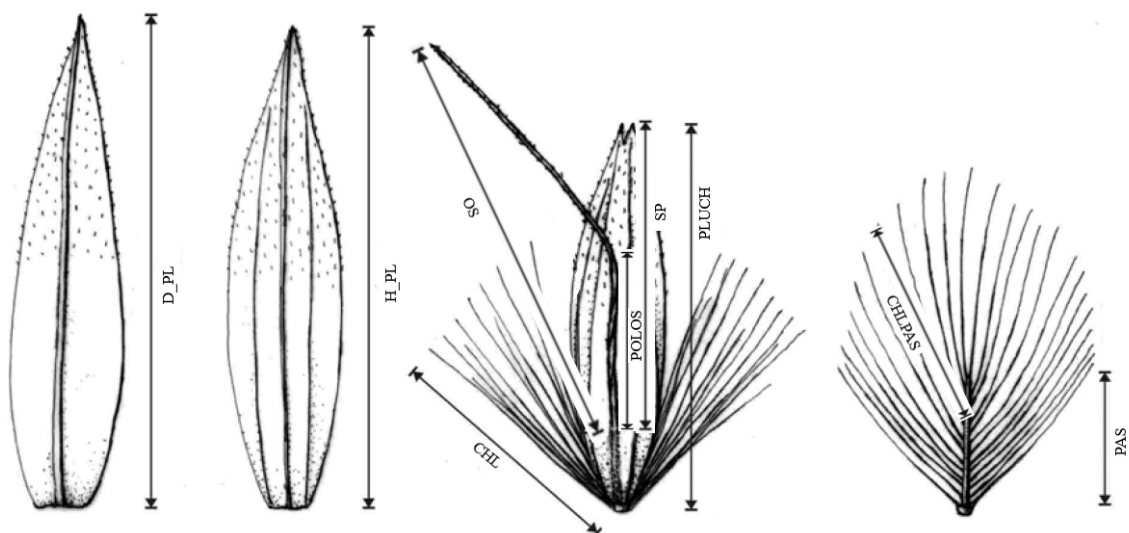 D_PL
H_PL
OS
CHL
POLOS
SP
PLUCH
CHLPAS
PAS